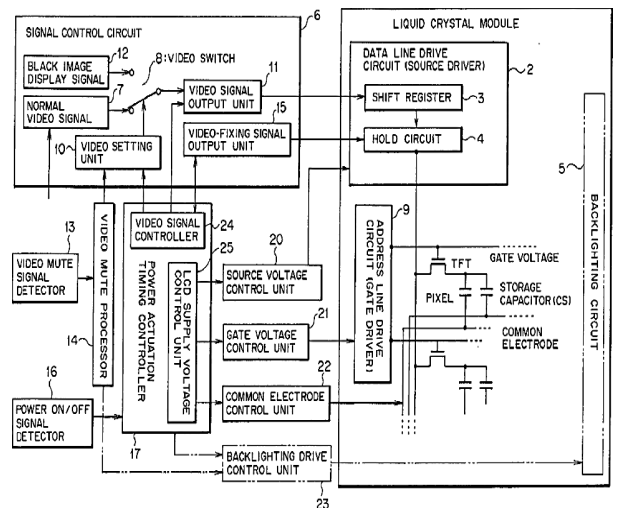 SIGNAL CONTROL CIRCUIT
6
12
BLACK IMAGE
DISPLAY SIGNAL
8:VIDEO SWITCH
7
NORMAL
VIDEO SIGNAL
11
VIDEO SIGNAL
OUTPUT UNIT
15
VIDEO-FIXING SIGNAL
OUTPUT UNIT
10
VIDEO SETTING
UNIT
LIQUID CRYSTAL MODULE
DATA LINE DRIVE
CIRCUIT (SOURCE DRIVER)
2
SHIFT REGISTER
3
HOLD CIRCUIT
4
5
BACKLIGHTING CIRCUIT
13
VIDEO MUTE
SIGNAL
DETECTOR
VIDEO MUTE PROCESSOR
14
16
POWER ON/OFF
SIGNAL
DETECTOR
VIDEO SIGNAL
CONTROLLER
24
25
LCD SUPPLY VOLTAGE
CONTROL UNIT
POWER ACTUATION
TIMING CONTROLLER
17
20
SOURCE VOLTAGE
CONTROL UNIT
21
GATE VOLTAGE
CONTROL UNIT
22
COMMON ELECTRODE
CONTROL UNIT
BACKLIGHTING DRIVE
CONTROL UNIT
23
9
ADDRESS LINE DRIVE
CIRCUIT (GATE DRIVER)
TFT
GATE VOLTAGE
PIXEL
STORAGE
CAPACITOR(CS)
COMMON
ELECTRODE